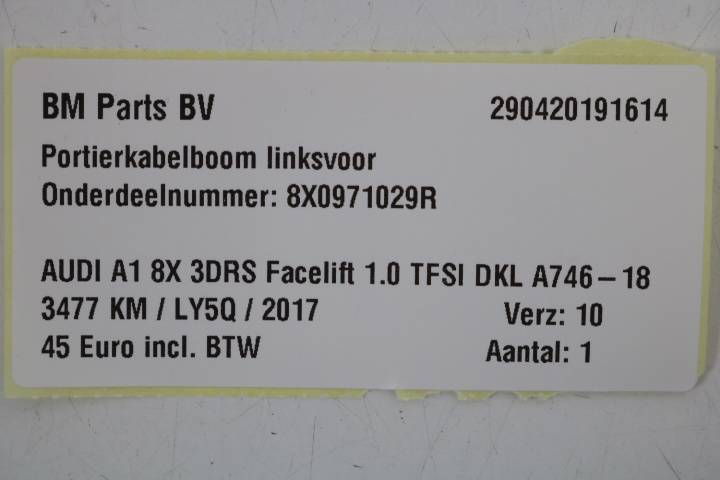 BM Parts BV 290420191614
Portierkabelboom linksvoor
Onderdeelnummer: 8X0971029R
AUDI A1 8X 3DRS Facelift 1.0 TFSI DKL A746-18
3477 KM / LY5Q / 2017 Verz: 10
45 Euro incl. BTW Aantal: 1